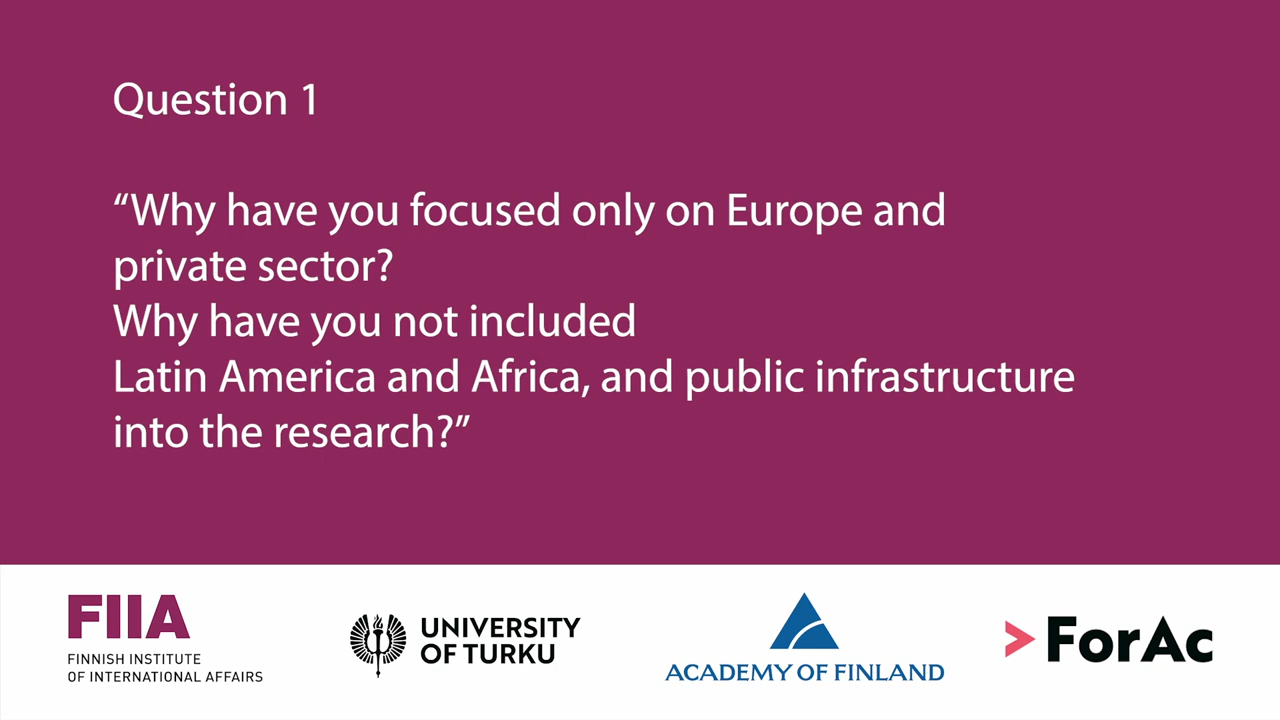 Question 1
“Why have you focused only on Europe and
private sector?
Why have you not included
Latin America and Africa, and public infrastructure
into the research?”
FIIA
FINNISH INSTITUTE
OF INTERNATIONAL AFFAIRS
UNIVERSITY
OF TURKU
ACADEMY OF FINLAND
>ForAc